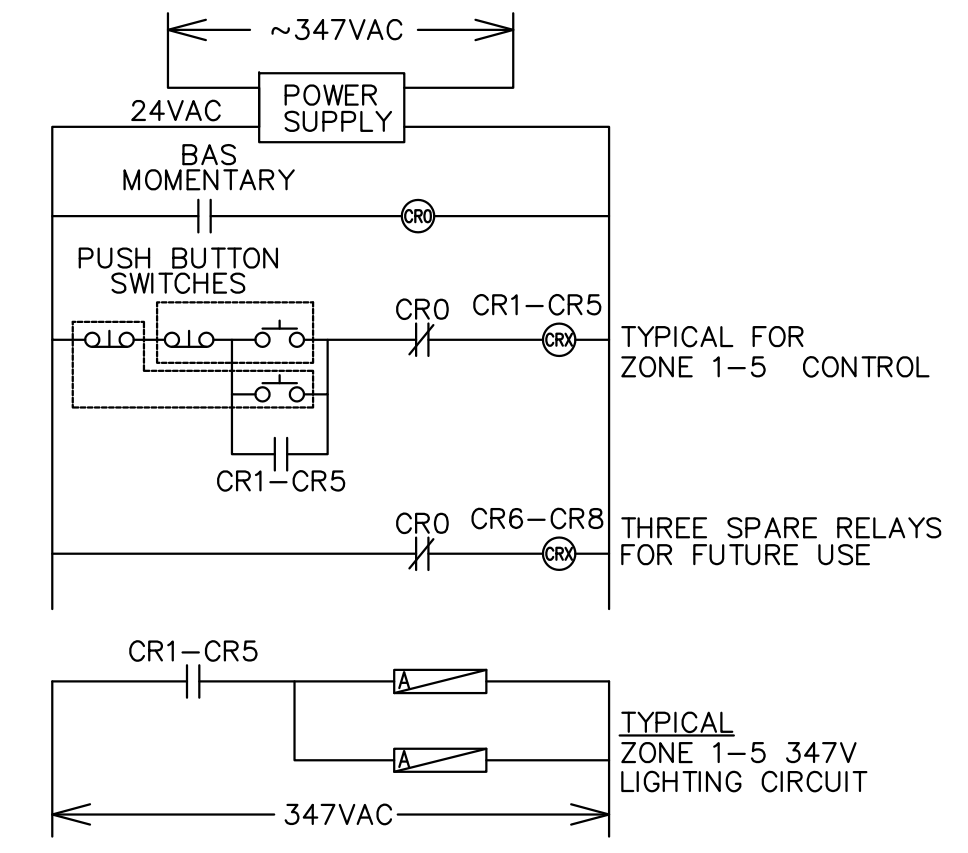 ~347VAC
POWER
SUPPLY
24VAC
BAS
MOMENTARY
CR0
PUSH BUTTON
SWITCHES
CR0
CR1-CR5
CRX
TYPICAL FOR
ZONE 1-5 CONTROL
CR1-CR5
CR0
CR6-CR8
CRX
THREE SPARE RELAYS
FOR FUTURE USE
CR1-CR5
A
A
TYPICAL
ZONE 1-5 347V
LIGHTING CIRCUIT
347VAC